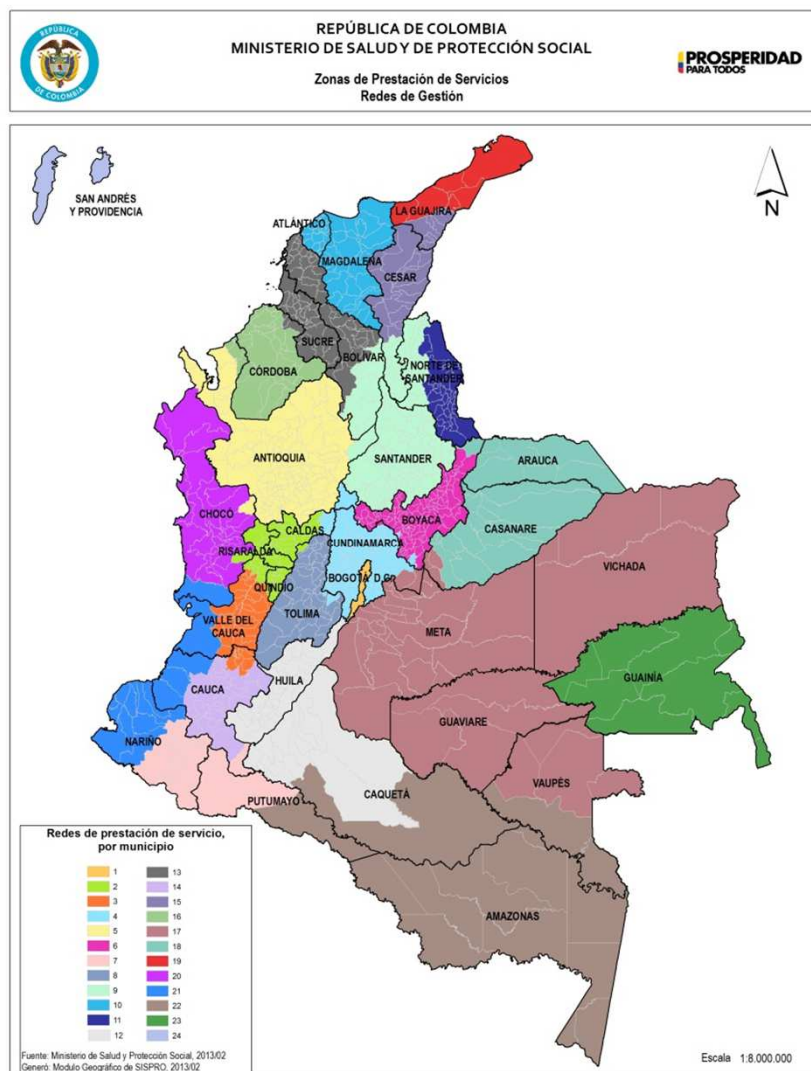 REPÚBLICA DE COLOMBIA
MINISTERIO DE SALUD Y DE PROTECCIÓN SOCIAL
Zonas de Prestación de Servicios
Redes de Gestión
REPÚBLICA
DE COLOMBIA
PROSPERIDAD
PARA TODOS
SAN ANDRÉS
Y PROVIDENCIA
N
LA GUAJIRA
ATLÁNTICO
MAGDALENA
CESAR
SUCRE
BOLÍVAR
NORTE DE
SANTANDER
CÓRDOBA
ANTIOQUIA
SANTANDER
ARAUCA
CHOCÓ
BOYACÁ
CASANARE
CALDAS
CUNDINAMARCA
RISARALDA
VICHADA
BOGOTÁ D.C.
QUINDÍO
TOLIMA
VALLE DEL
CAUCA
META
GUAINÍA
HUILA
CAUCA
GUAVIARE
NARIÑO
VAUPÉS
CAQUETÁ
PUTUMAYO
AMAZONAS
Redes de prestación de servicio,
por municipio
1
2
3
4
5
6
7
8
9
10
11
12
13
14
15
16
17
18
19
20
21
22
23
24
Fuente: Ministerio de Salud y Protección Social, 2013/02
Generó: Modulo Geográfico de SISPRO, 2013/02
Escala 1:8.000.000